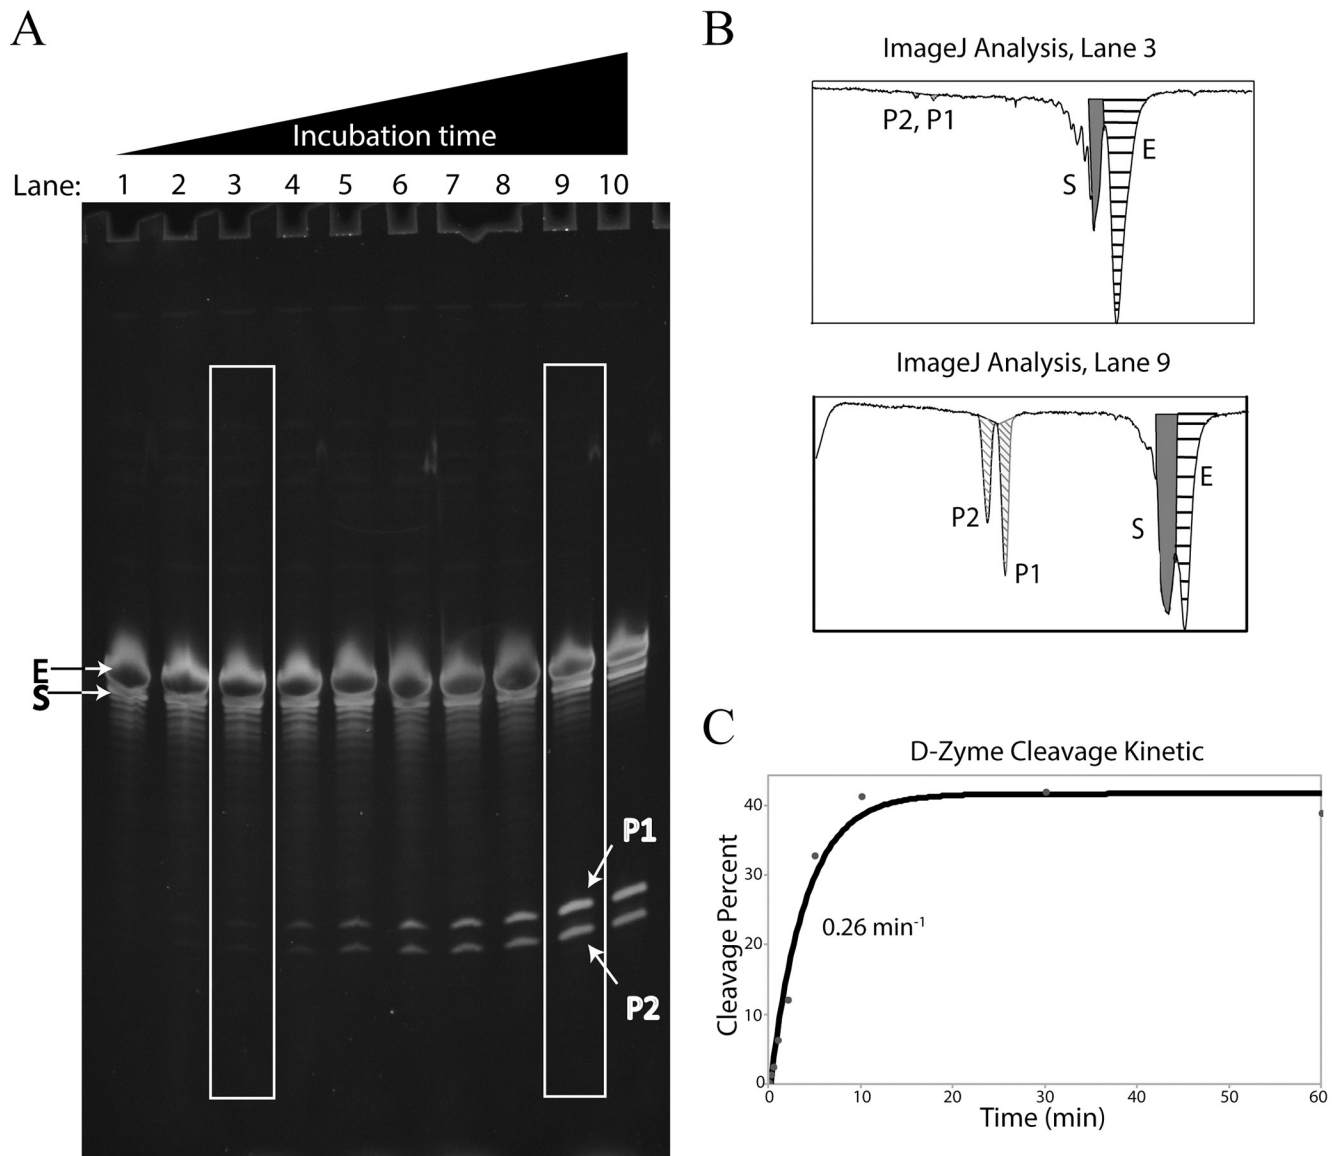 A
Incubation time
Lane: 1 2 3 4 5 6 7 8 9 10
E
S
P1
P2
B
ImageJ Analysis, Lane 3
P2, P1
S
E
ImageJ Analysis, Lane 9
P2
P1
S
E
C
D-Zyme Cleavage Kinetic
Cleavage Percent
40
30
20
10
0
0.26 min⁻¹
0 10 20 30 40 50 60
Time (min)